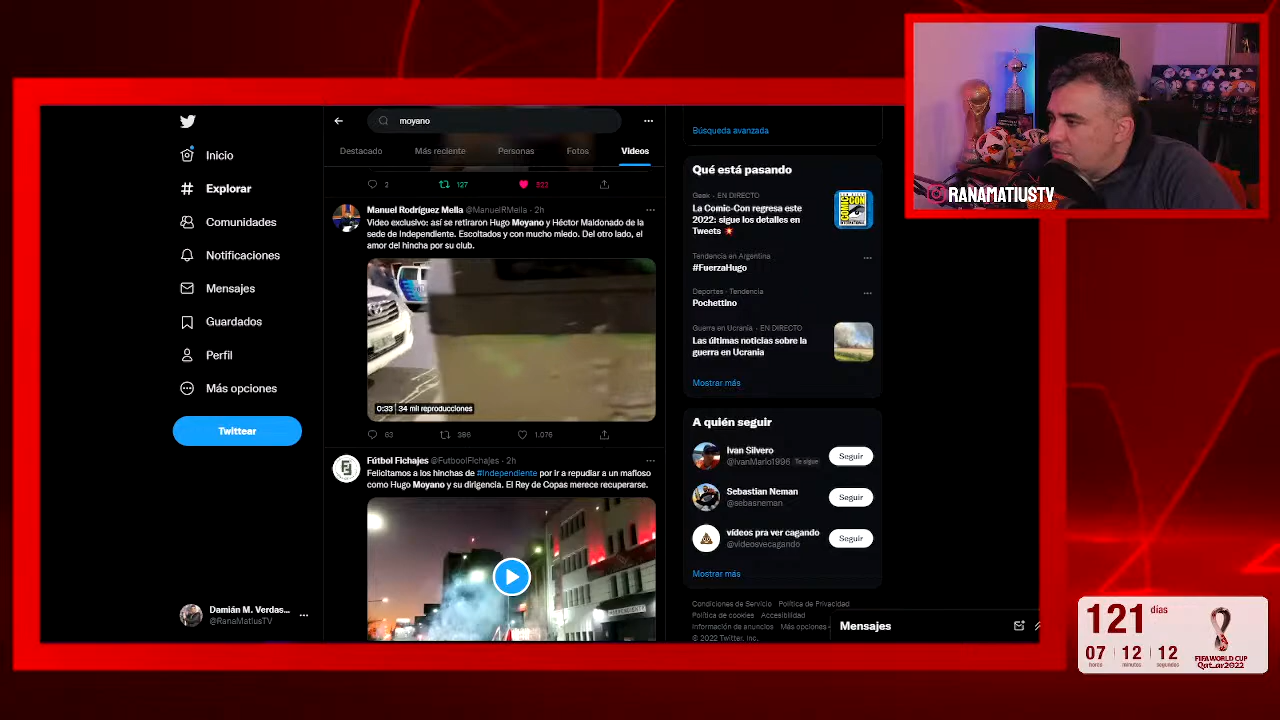 Inicio
Explorar
Comunidades
Notificaciones
Mensajes
Guardados
Perfil
Más opciones
Twittear
Damián M. Verdas...
@RanaMatiusTV
moyano
Destacado Más reciente Personas Fotos Videos
2 127 321
Manuel Rodríguez Mella @ManuelRMella · 2h
Video exclusivo: así se retiraron Hugo Moyano y Héctor Maldonado de la
sede de Independiente. Escoltados y con mucho miedo. Del otro lado, el
amor del hincha por su club.
0:33 34 mil reproducciones
63 386 1.076
Fútbol Fichajes @FutboolFichajes · 2h
Felicitamos a los hinchas de #Independiente por ir a repudiar a un mafioso
como Hugo Moyano y su dirigencia. El Rey de Copas merece recuperarse.
Búsqueda avanzada
Qué está pasando
Geek · EN DIRECTO
La Comic-Con regresa este
2022: sigue los detalles en
Tweets
COMIC CON
Tendencia en Argentina
#FuerzaHugo
Deportes · Tendencia
Pochettino
Guerra en Ucrania · EN DIRECTO
Las últimas noticias sobre la
guerra en Ucrania
Mostrar más
A quién seguir
Ivan Silvero
@IvanMario1996 Te sigue
Seguir
Sebastian Neman
@sebasneman
Seguir
vídeos pra ver cagando
@videosvecagando
Seguir
Mostrar más
Condiciones de Servicio Política de Privacidad
Política de cookies Accesibilidad
Información de anuncios Más opciones
© 2022 Twitter, Inc.
Mensajes
RANAMATIUSTV
121 días
07 12 12
horas minutos segundos
FIFA WORLD CUP
Qatar2022